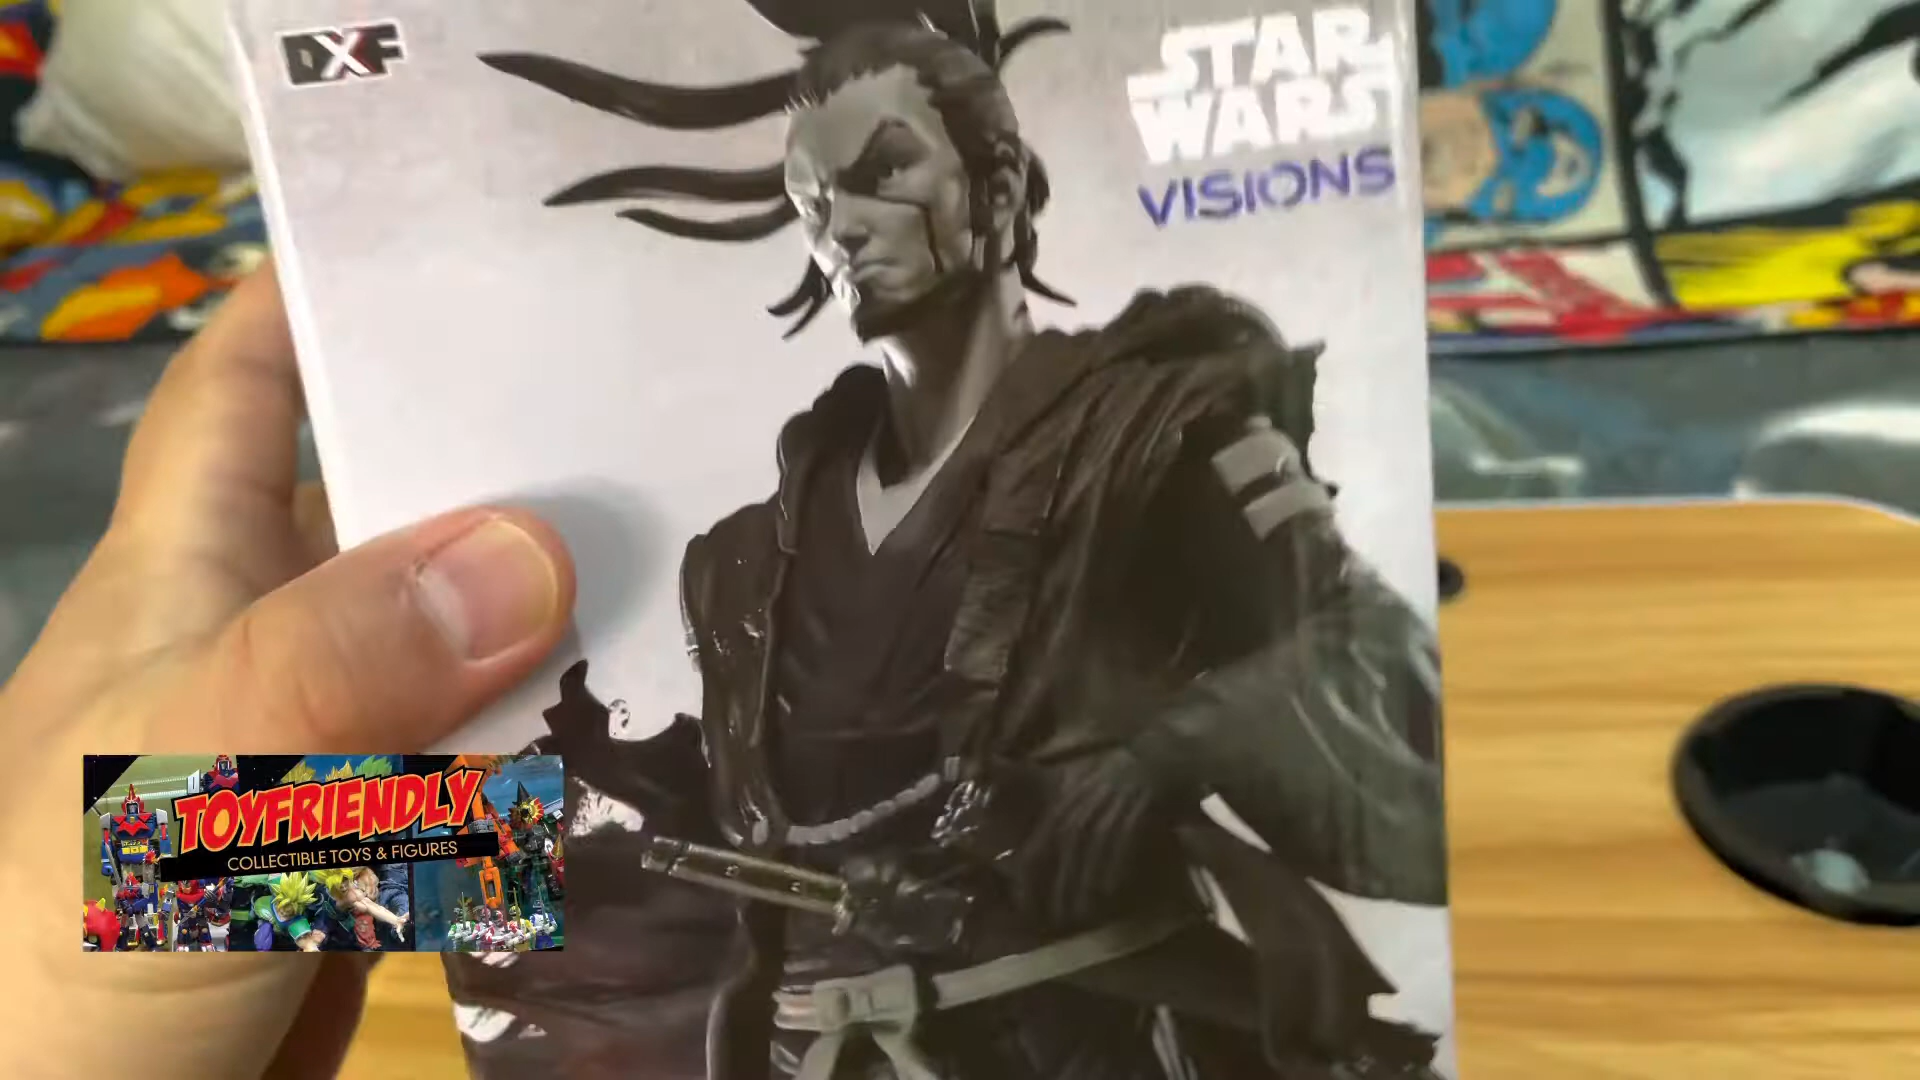 DXF
STAR
WARS
VISIONS
TOYFRIENDLY
COLLECTIBLE TOYS & FIGURES